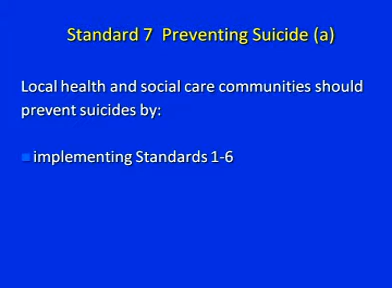 Standard 7  Preventing Suicide (a)
Local health and social care communities should
prevent suicides by:
implementing Standards 1-6